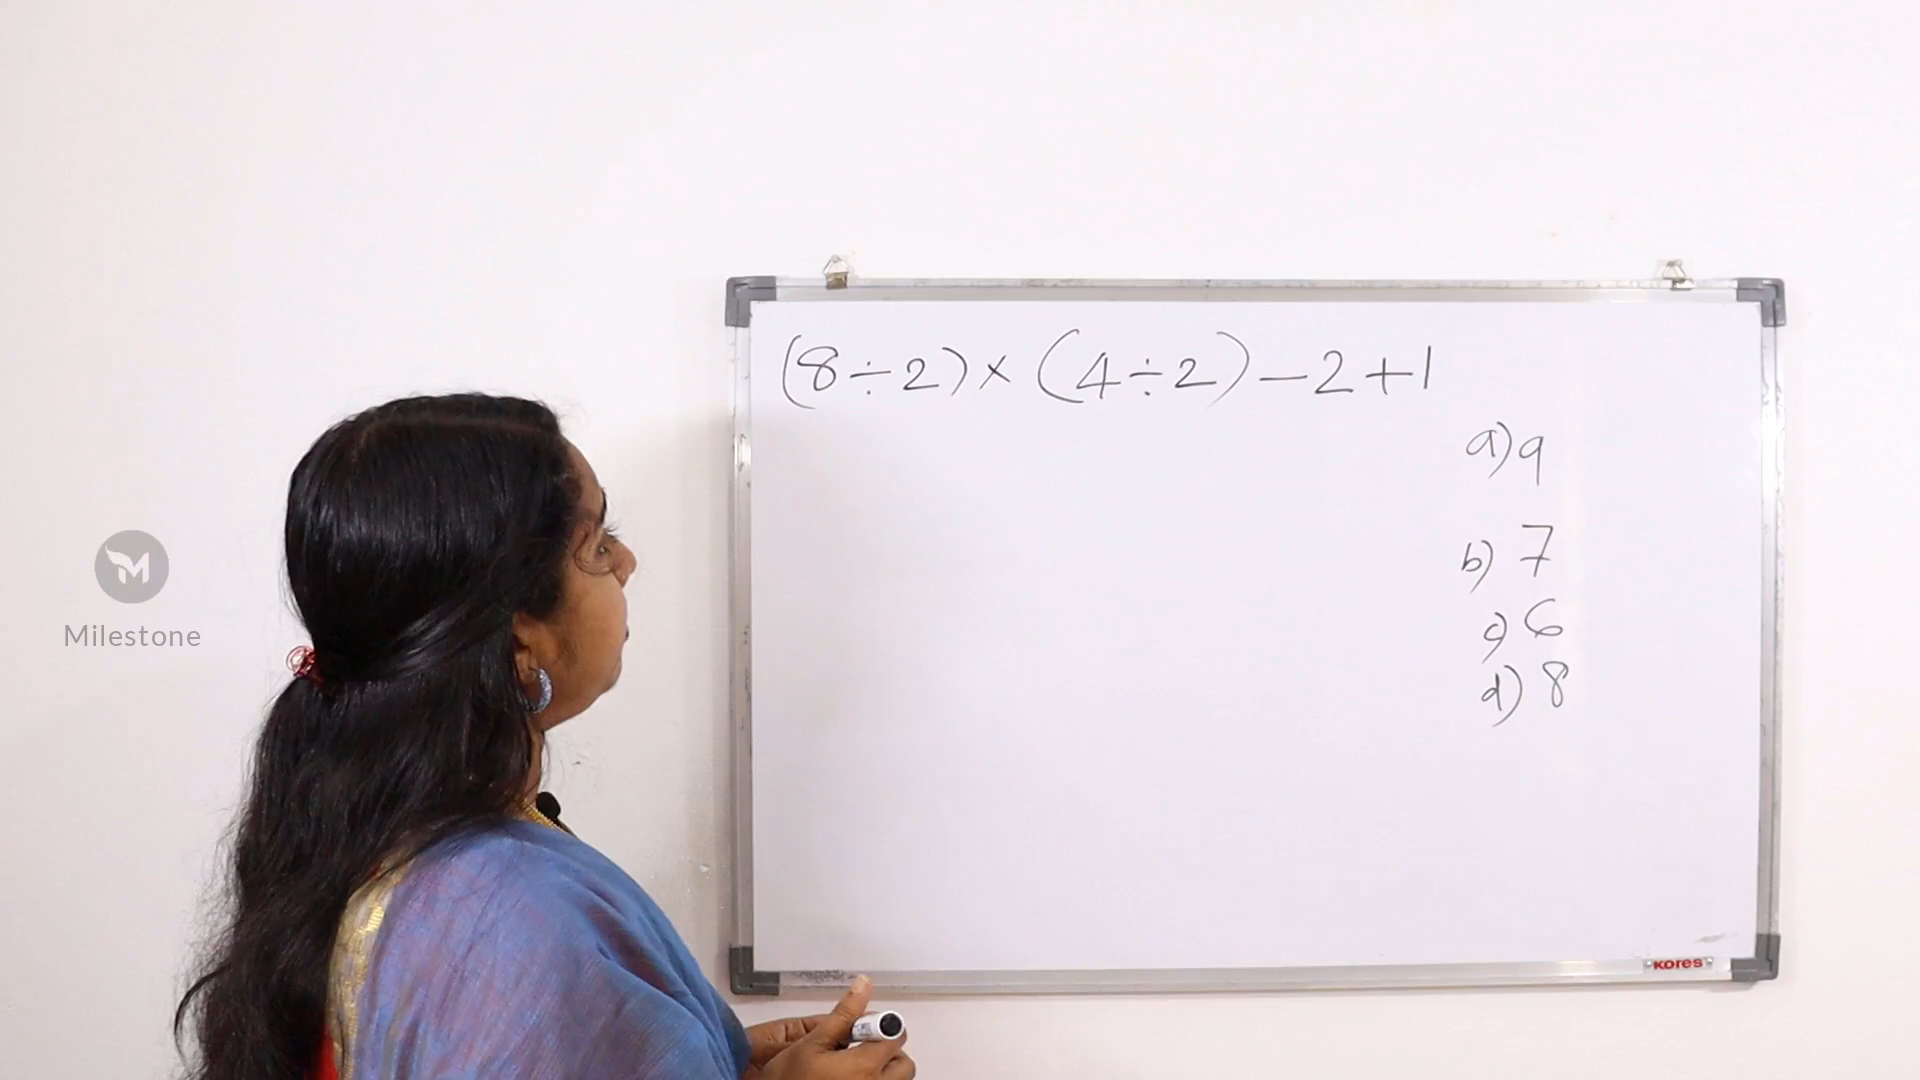 (8÷2)×(4÷2)-2+1
a) 9
b) 7
c) 6
d) 8
Milestone
KORES